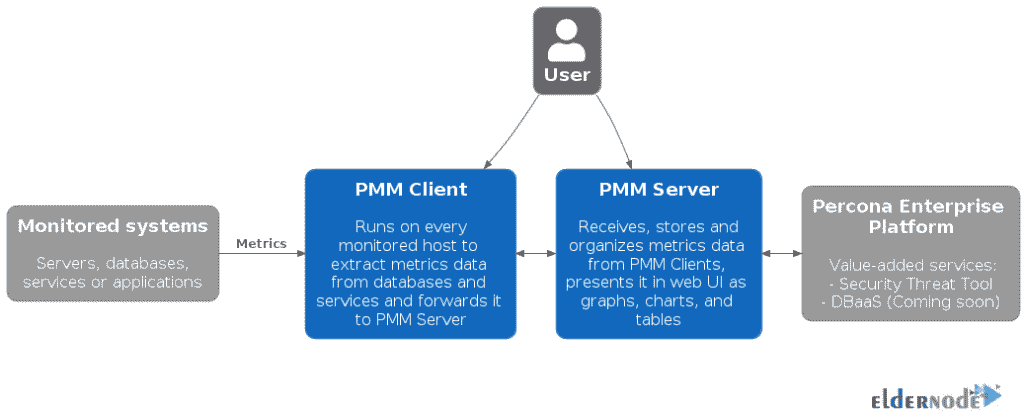 User
PMM Client
Runs on every
monitored host to
extract metrics data
from databases and
services and forwards it
to PMM Server
PMM Server
Receives, stores and
organizes metrics data
from PMM Clients,
presents it in web UI as
graphs, charts, and
tables
Monitored systems
Servers, databases,
services or applications
Metrics
Percona Enterprise
Platform
Value-added services:
- Security Threat Tool
- DBaaS (Coming soon)
elderNode